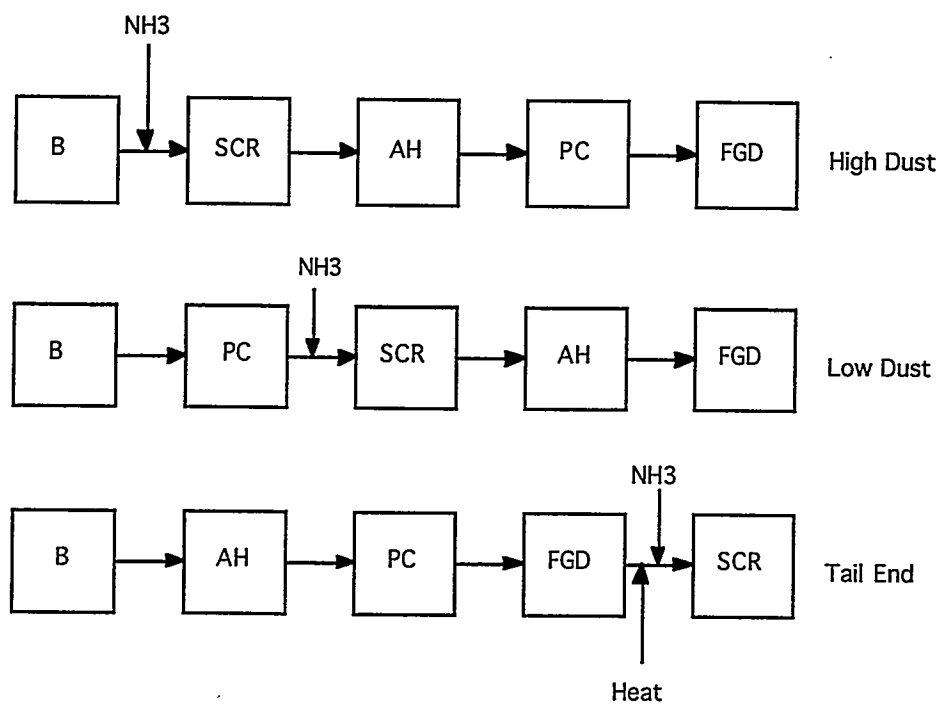 NH3
B
SCR
AH
PC
FGD
High Dust
NH3
B
PC
SCR
AH
FGD
Low Dust
NH3
B
AH
PC
FGD
SCR
Tail End
Heat